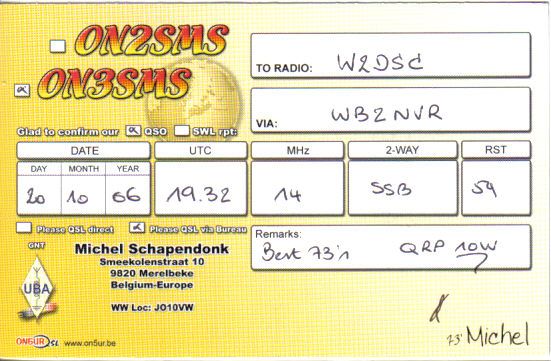 ON2SMS
ON3SMS
TO RADIO: W2DSC
VIA: WB2NVR
Glad to confirm our QSO SWL rpt:
DATE UTC MHz 2-WAY RST
DAY MONTH YEAR
20 10 06 19.32 14 SSB 59
Please QSL direct Please QSL via Bureau
Remarks:
Best 73's QRP 10W
GNT
UBA
Michel Schapendonk
Smeekolenstraat 10
9820 Merelbeke
Belgium-Europe
WW Loc: JO10VW
73' Michel
ON5UR QSL www.on5ur.be